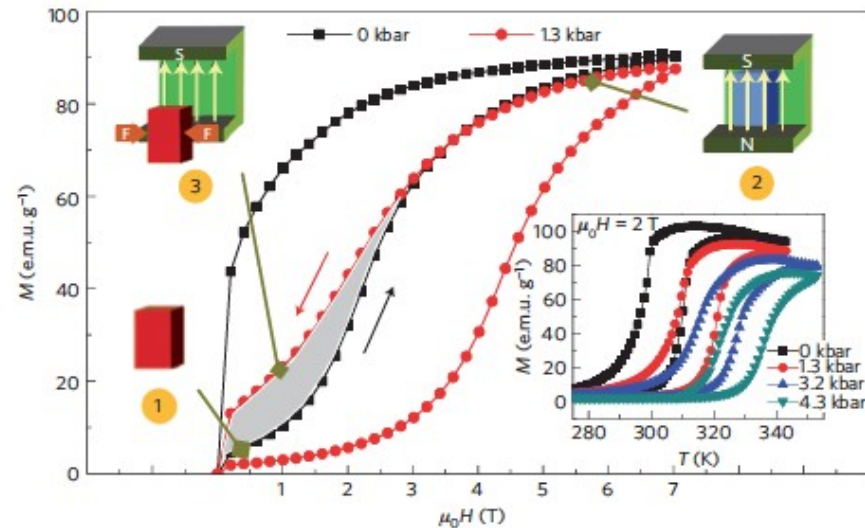 100
80
60
40
20
0
M (e.m.u. g⁻¹)
0 kbar
1.3 kbar
S
F
F
3
S
N
2
1
1 2 3 4 5 6 7
μ₀H (T)
μ₀H = 2 T
120
100
80
60
40
20
0
M (e.m.u. g⁻¹)
0 kbar
1.3 kbar
3.2 kbar
4.3 kbar
280 300 320 340
T (K)